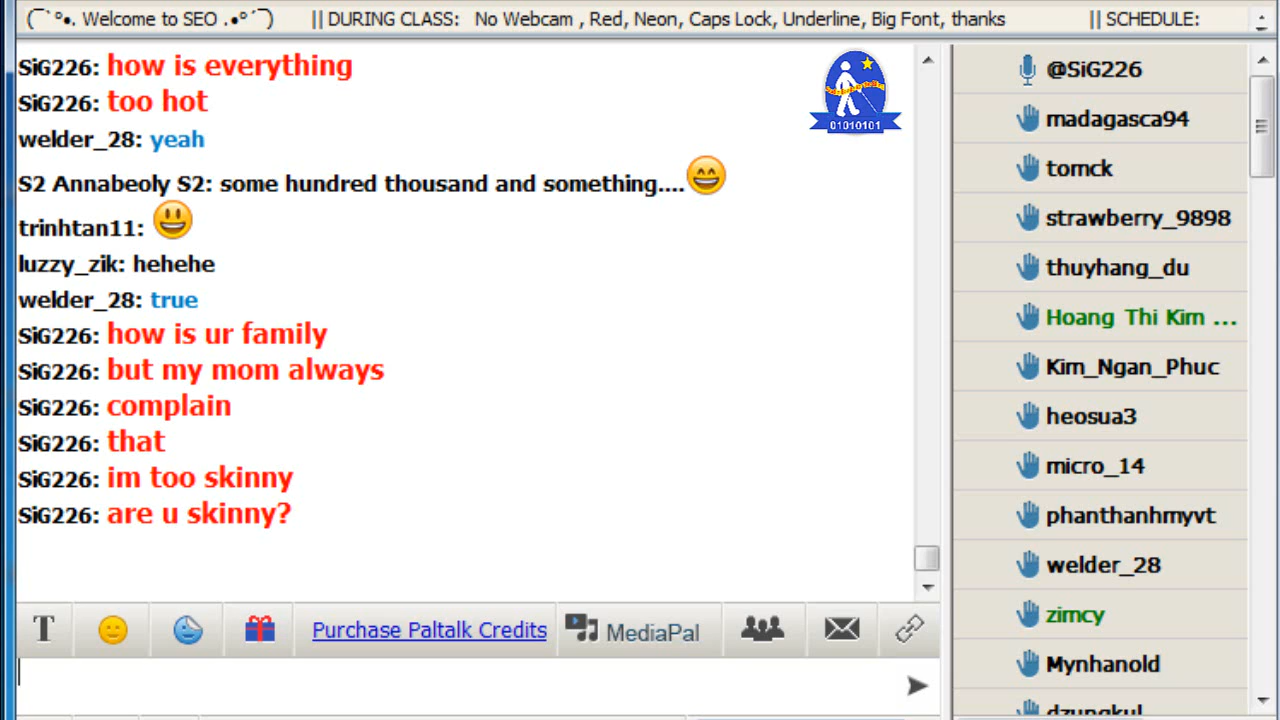 (¯`°•. Welcome to SEO .•°´¯) || DURING CLASS: No Webcam , Red, Neon, Caps Lock, Underline, Big Font, thanks || SCHEDULE:
SiG226: how is everything
SiG226: too hot
welder_28: yeah
S2 Annabeoly S2: some hundred thousand and something....
trinhtan11:
luzzy_zik: hehehe
welder_28: true
SiG226: how is ur family
SiG226: but my mom always
SiG226: complain
SiG226: that
SiG226: im too skinny
SiG226: are u skinny?
01010101
T
Purchase Paltalk Credits
MediaPal
@SiG226
madagasca94
tomck
strawberry_9898
thuyhang_du
Hoang Thi Kim ...
Kim_Ngan_Phuc
heosua3
micro_14
phanthanhmyvt
welder_28
zimcy
Mynhanold
dzungkul